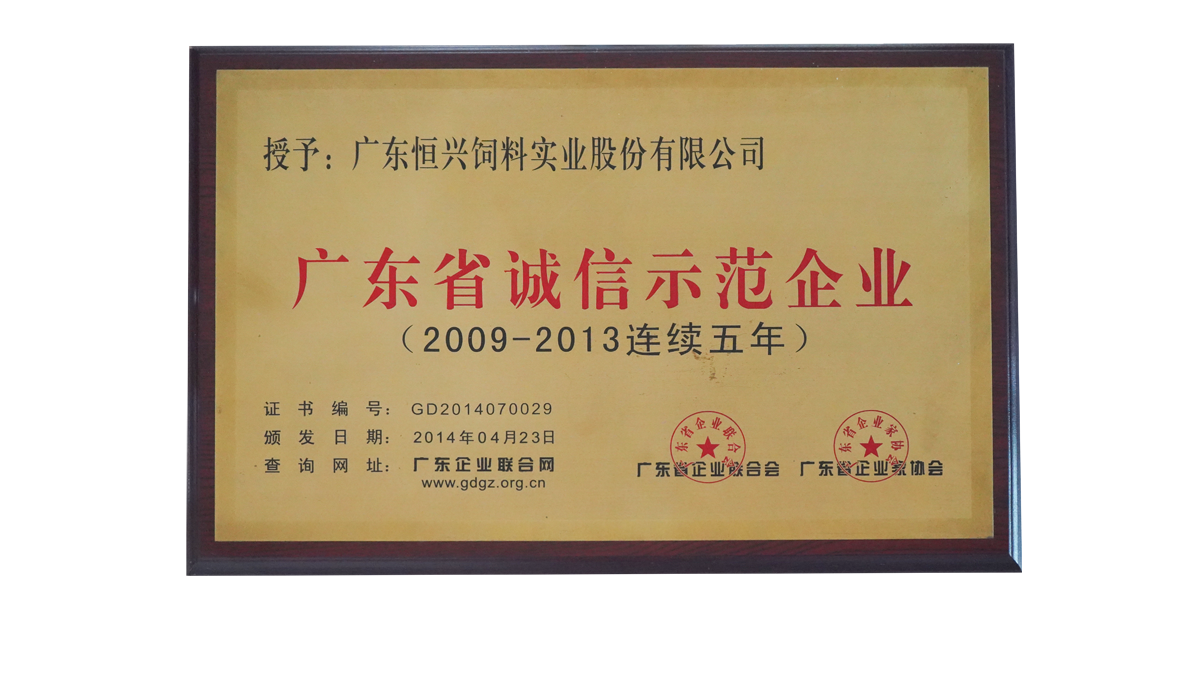 授予：广东恒兴饲料实业股份有限公司
广东省诚信示范企业
（2009-2013连续五年）
证书编号：GD2014070029
颁发日期：2014年04月23日
查询网址：广东企业联合网
www.gdgz.org.cn
广东省企业联合会
广东省企业家协会